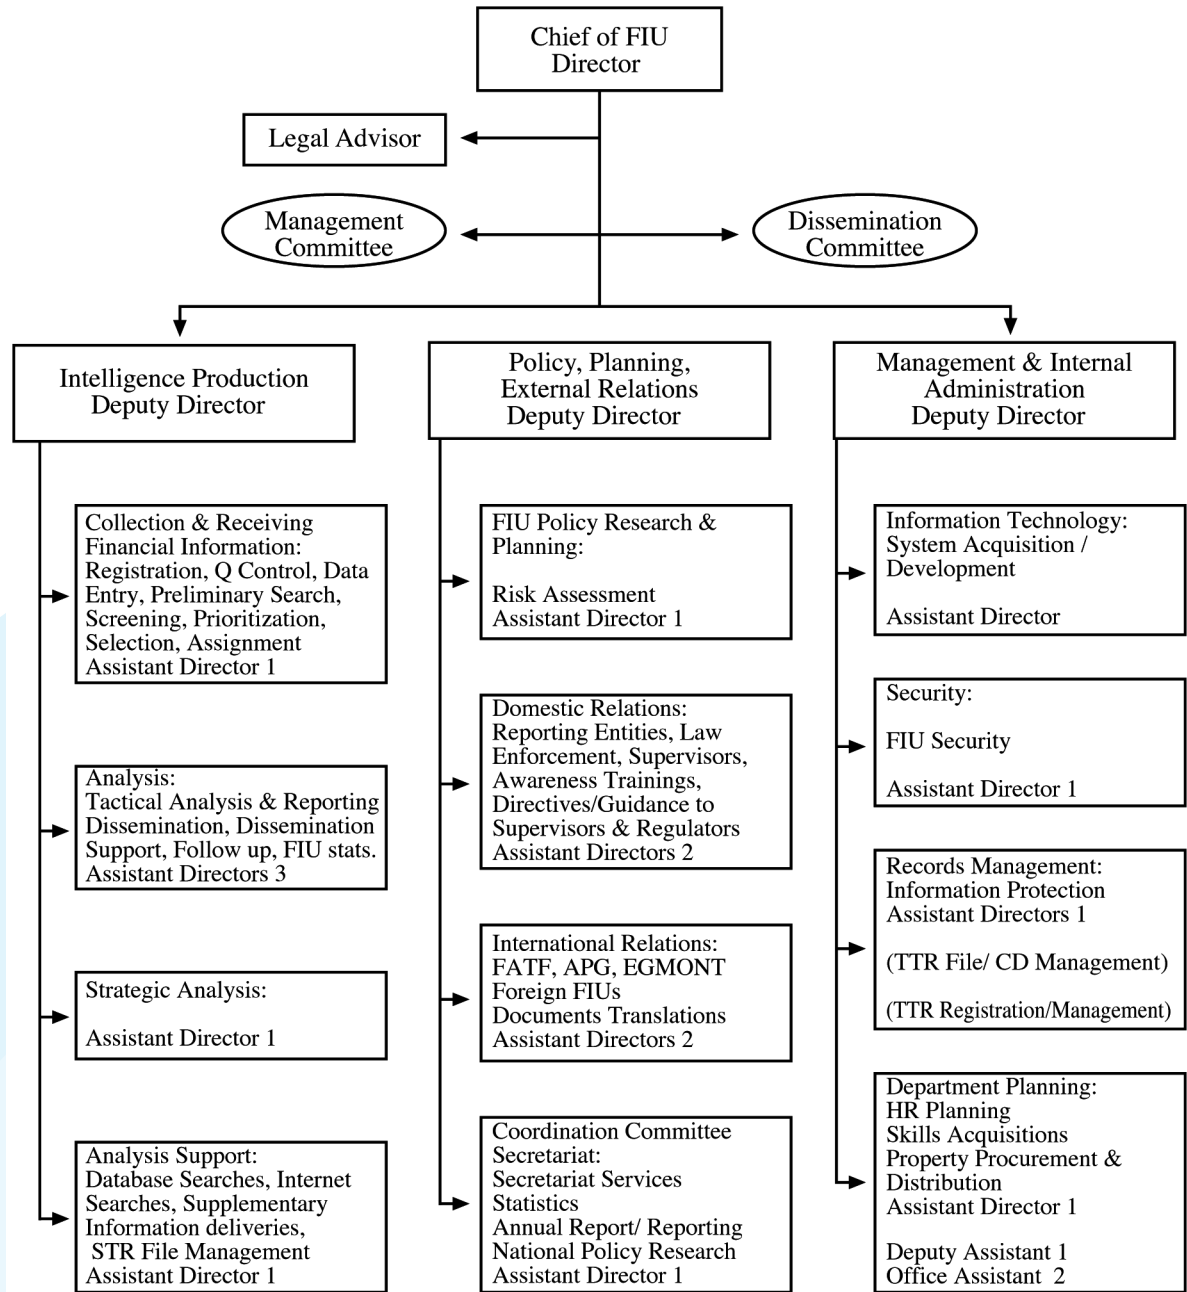 Chief of FIU
Director
Legal Advisor
Management
Committee
Dissemination
Committee
Intelligence Production
Deputy Director
Policy, Planning,
External Relations
Deputy Director
Management & Internal
Administration
Deputy Director
Collection & Receiving
Financial Information:
Registration, Q Control, Data
Entry, Preliminary Search,
Screening, Prioritization,
Selection, Assignment
Assistant Director 1
Analysis:
Tactical Analysis & Reporting
Dissemination, Dissemination
Support, Follow up, FIU stats.
Assistant Directors 3
Strategic Analysis:
Assistant Director 1
Analysis Support:
Database Searches, Internet
Searches, Supplementary
Information deliveries,
STR File Management
Assistant Director 1
FIU Policy Research &
Planning:
Risk Assessment
Assistant Director 1
Domestic Relations:
Reporting Entities, Law
Enforcement, Supervisors,
Awareness Trainings,
Directives/Guidance to
Supervisors & Regulators
Assistant Directors 2
International Relations:
FATF, APG, EGMONT
Foreign FIUs
Documents Translations
Assistant Directors 2
Coordination Committee
Secretariat:
Secretariat Services
Statistics
Annual Report/ Reporting
National Policy Research
Assistant Director 1
Information Technology:
System Acquisition /
Development
Assistant Director
Security:
FIU Security
Assistant Director 1
Records Management:
Information Protection
Assistant Directors 1
(TTR File/ CD Management)
(TTR Registration/Management)
Department Planning:
HR Planning
Skills Acquisitions
Property Procurement &
Distribution
Assistant Director 1
Deputy Assistant 1
Office Assistant 2